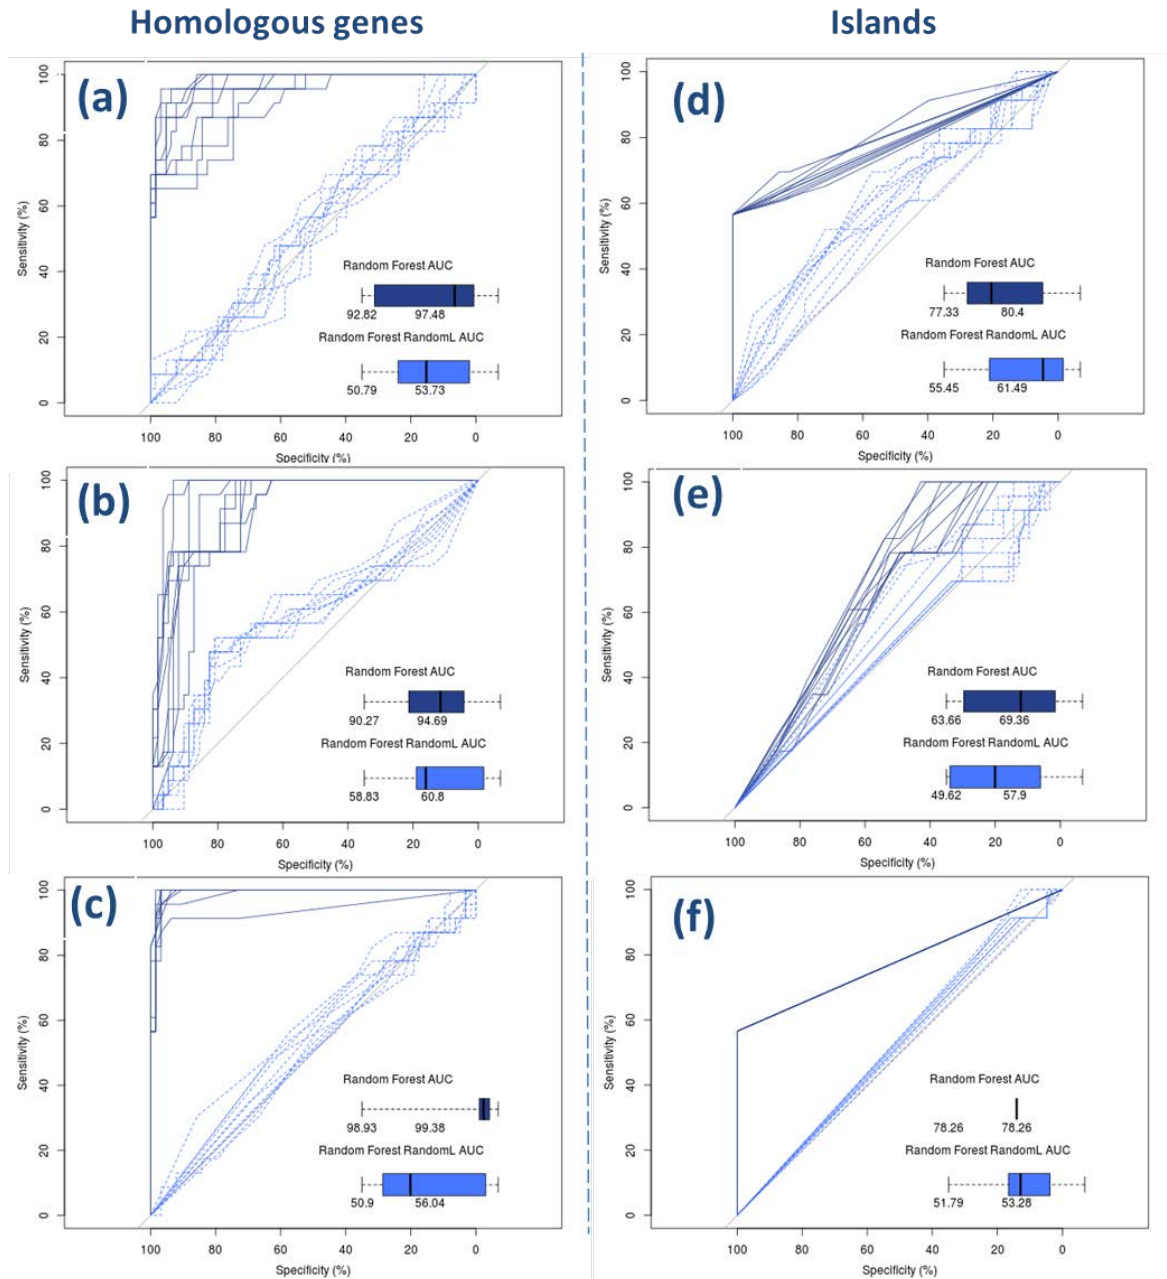 Homologous genes
Islands
(a)
Sensitivity (%)
100
80
60
40
20
0
Random Forest AUC
92.82 97.48
Random Forest RandomL AUC
50.79 53.73
100 80 60 40 20 0
Specificity (%)
(d)
Sensitivity (%)
100
80
60
40
20
0
Random Forest AUC
77.33 80.4
Random Forest RandomL AUC
55.45 61.49
100 80 60 40 20 0
Specificity (%)
(b)
Sensitivity (%)
100
80
60
40
20
0
Random Forest AUC
90.27 94.69
Random Forest RandomL AUC
58.83 60.8
100 80 60 40 20 0
Specificity (%)
(e)
Sensitivity (%)
100
80
60
40
20
0
Random Forest AUC
63.66 69.36
Random Forest RandomL AUC
49.62 57.9
100 80 60 40 20 0
Specificity (%)
(c)
Sensitivity (%)
100
80
60
40
20
0
Random Forest AUC
98.93 99.38
Random Forest RandomL AUC
50.9 56.04
100 80 60 40 20 0
Specificity (%)
(f)
Sensitivity (%)
100
80
60
40
20
0
Random Forest AUC
78.26 78.26
Random Forest RandomL AUC
51.79 53.28
100 80 60 40 20 0
Specificity (%)